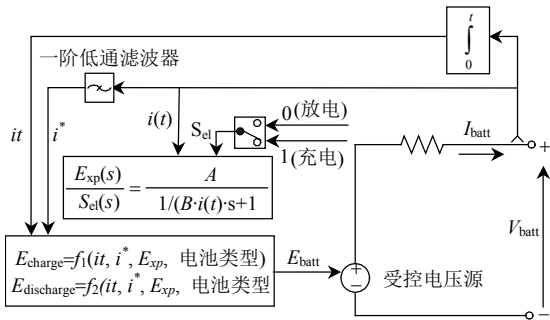 t
∫
0
一阶低通滤波器
it
i*
i(t)
Sel
0(放电)
1(充电)
Exp(s)/Sel(s)=A/1/(B·i(t)·s+1
Ibatt
+
Vbatt
−
Echarge=f1(it, i*, Exp, 电池类型)
Edischarge=f2(it, i*, Exp, 电池类型
Ebatt
+
−
受控电压源